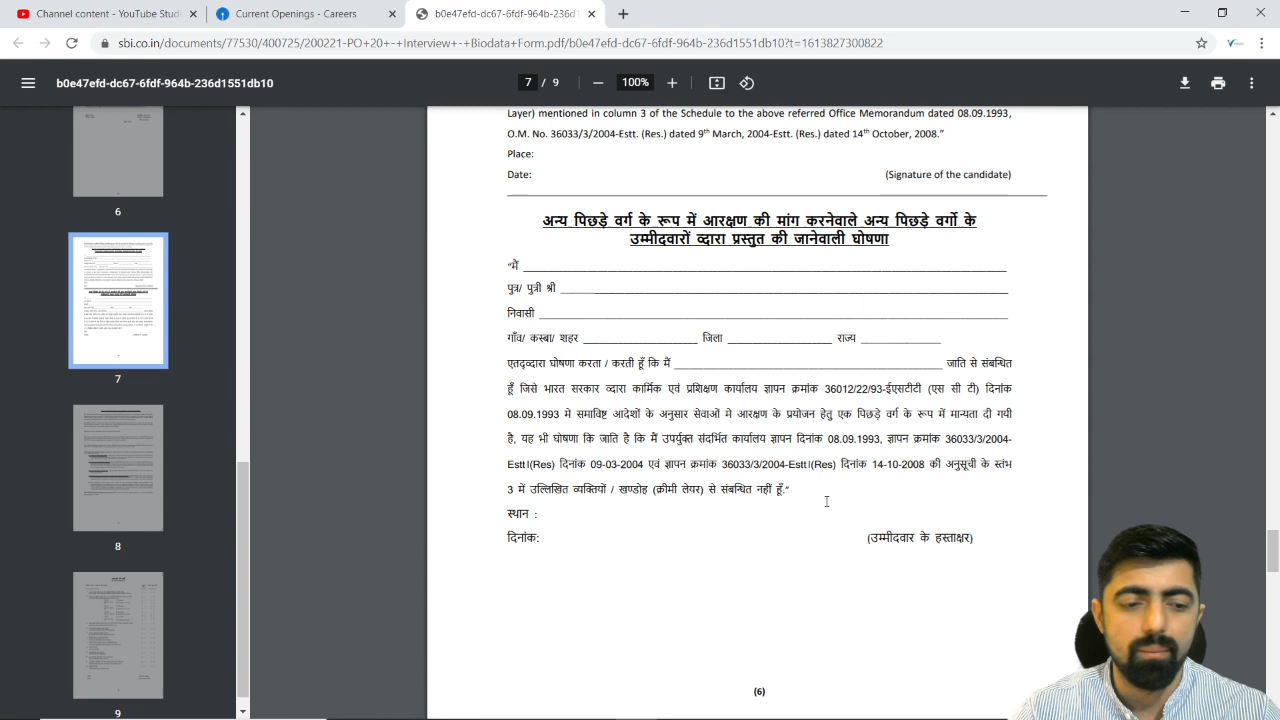 Channel content - YouTube Studi
Current Openings - Careers
b0e47efd-dc67-6fdf-964b-236d1551
sbi.co.in/documents/77530/400725/200221-PO+20+-+Interview+-+Biodata+Form.pdf/b0e47efd-dc67-6fdf-964b-236d1551db10?t=1613827300822
b0e47efd-dc67-6fdf-964b-236d1551db10
7 / 9
100%
6
7
8
9
Layer) mentioned in column 3 of the Schedule to the above referred Office Memorandum dated 08.09.1993,
O.M. No. 36033/3/2004-Estt. (Res.) dated 9th March, 2004-Estt. (Res.) dated 14th October, 2008.”
Place:
Date: (Signature of the candidate)
अन्य पिछड़े वर्ग के रूप में आरक्षण की मांग करनेवाले अन्य पिछड़े वर्गो के
उम्मीदवारों व्दारा प्रस्तुत की जानेवाली घोषणा
“मैं
पुत्र/ पुत्री श्री
निवासी
गाँव/ कस्बा/ शहर जिला राज्य
एतद्व्दारा घोषणा करता / करती हूँ कि मैं जाति से संबन्धित
हूँ जिसे भारत सरकार व्दारा कार्मिक एवं प्रशिक्षण कार्यालय ज्ञापन क्रमांक 36012/22/93-ईएसटीटी (एस सी टी) दिनांक
08.09.1993 मे समाविष्ट आदेशों के अनुसार सेवाओं मे आरक्षण के प्रयोजन हेतु एक पिछड़े वर्ग के रूप में मान्यता दी गयी
है, यह भी घोषणा कि जाते है कि मैं उपर्युक्त संदर्भित कार्यालय ज्ञापन दिनांक 08.09.1993, ज्ञापन क्रमांक 36033/3/2004-
Estt.(Res) दिनांक 09-03-2004 एवं ज्ञापन क्रमांक 36033/3/2004-Estt.(Res) दिनांक 14-10-2008 की अनुसूची के स्तंभ
3 में उल्लिखित व्यक्तियों / खण्डोह (क्रीमी लेयर) से संबन्धित नहीं हूँ."
स्थान :
दिनांक: (उम्मीदवार के हस्ताक्षर)
(6)